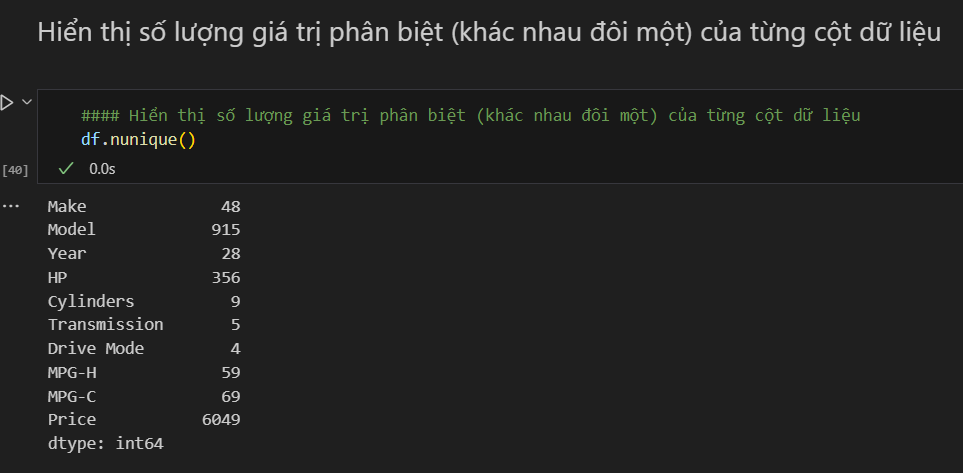 Hiển thị số lượng giá trị phân biệt (khác nhau đôi một) của từng cột dữ liệu
#### Hiển thị số lượng giá trị phân biệt (khác nhau đôi một) của từng cột dữ liệu
df.nunique()
[40]
0.0s
Make 48
Model 915
Year 28
HP 356
Cylinders 9
Transmission 5
Drive Mode 4
MPG-H 59
MPG-C 69
Price 6049
dtype: int64